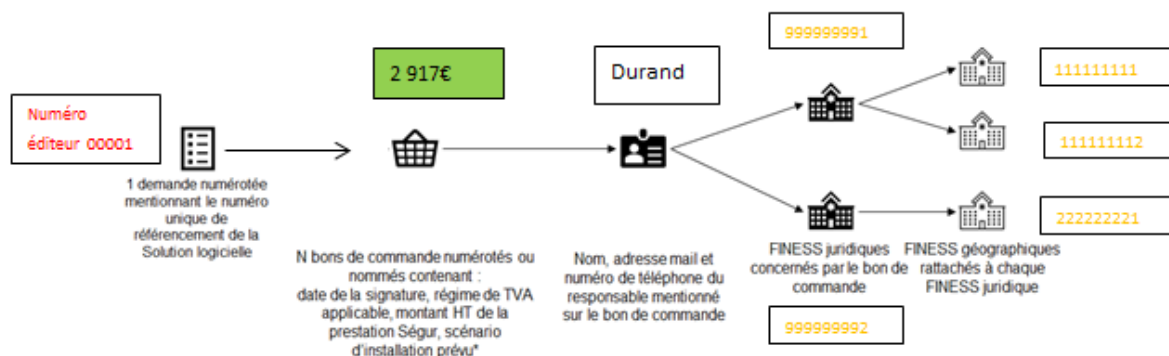 999999991
2 917€
Durand
111111111
Numéro
éditeur 00001
111111112
1 demande numérotée
mentionnant le numéro
unique de
référencement de la
Solution logicielle
222222221
N bons de commande numérotés ou
nommés contenant :
date de la signature, régime de TVA
applicable, montant HT de la
prestation Ségur, scénario
d'installation prévu*
Nom, adresse mail et
numéro de téléphone du
responsable mentionné
sur le bon de commande
FINESS juridiques
concernés par le bon de
commande
FINESS géographiques
rattachés à chaque
FINESS juridique
999999992